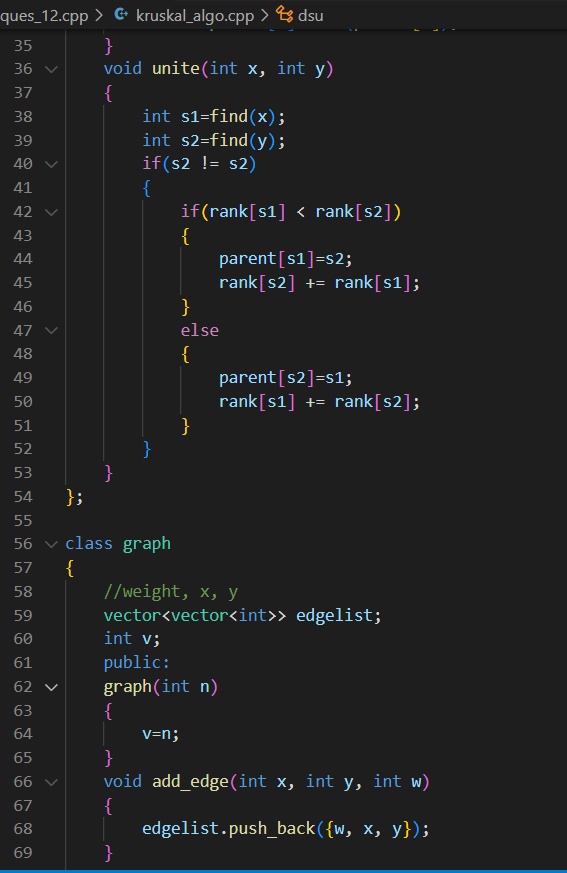 ques_12.cpp > kruskal_algo.cpp > dsu
35 }
36 void unite(int x, int y)
37 {
38 int s1=find(x);
39 int s2=find(y);
40 if(s2 != s2)
41 {
42 if(rank[s1] < rank[s2])
43 {
44 parent[s1]=s2;
45 rank[s2] += rank[s1];
46 }
47 else
48 {
49 parent[s2]=s1;
50 rank[s1] += rank[s2];
51 }
52 }
53 }
54 };
55
56 class graph
57 {
58 //weight, x, y
59 vector<vector<int>> edgelist;
60 int v;
61 public:
62 graph(int n)
63 {
64 v=n;
65 }
66 void add_edge(int x, int y, int w)
67 {
68 edgelist.push_back({w, x, y});
69 }